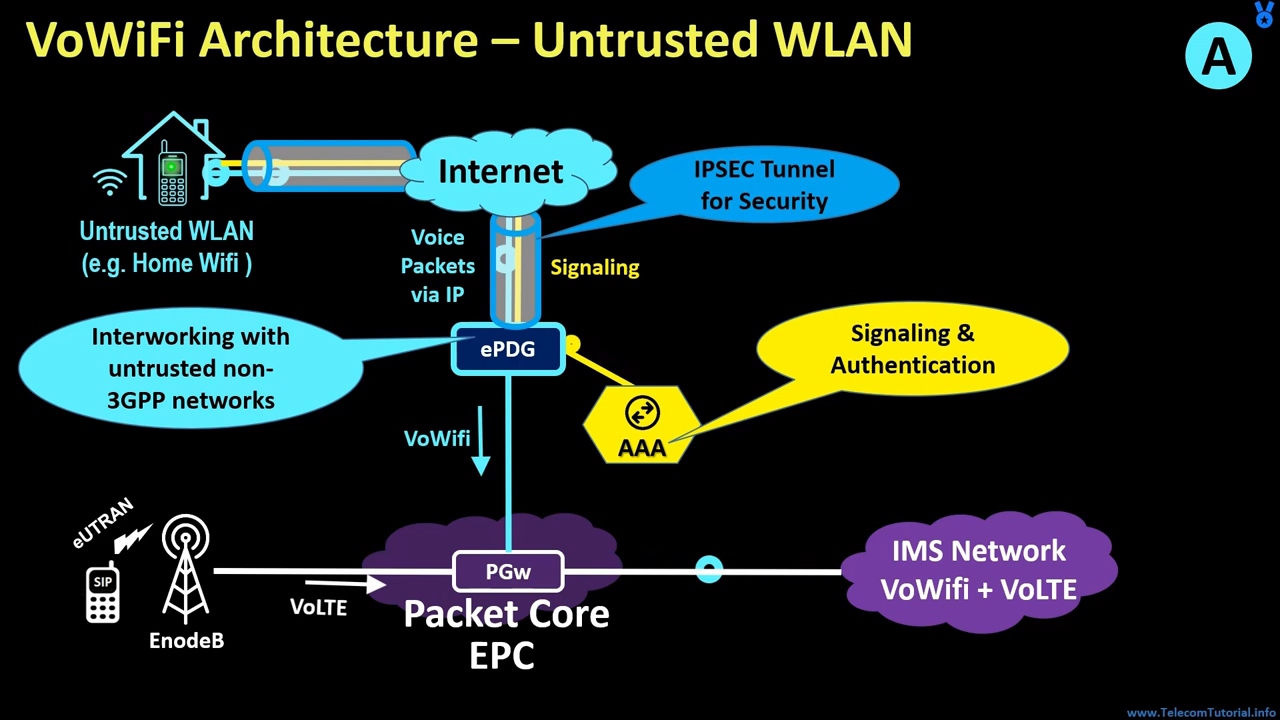 VoWiFi Architecture – Untrusted WLAN
A
Internet
IPSEC Tunnel
for Security
Untrusted WLAN
(e.g. Home Wifi )
Voice
Packets
via IP
Signaling
Interworking with
untrusted non-
3GPP networks
ePDG
Signaling &
Authentication
VoWifi
AAA
eUTRAN
SIP
EnodeB
VoLTE
PGw
Packet Core
EPC
IMS Network
VoWifi + VoLTE
www.TelecomTutorial.info